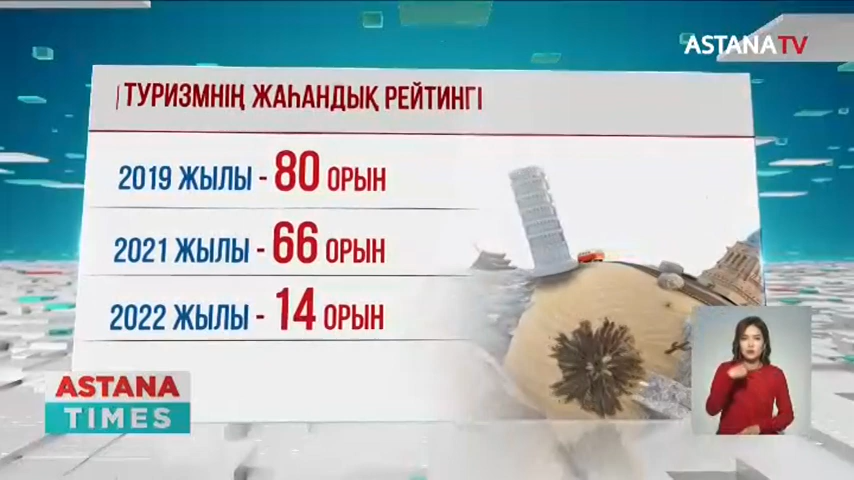 ASTANATV
ТУРИЗМНІҢ ЖАҺАНДЫҚ РЕЙТИНГІ
2019 ЖЫЛЫ - 80 ОРЫН
2021 ЖЫЛЫ - 66 ОРЫН
2022 ЖЫЛЫ - 14 ОРЫН
ASTANA
TIMES